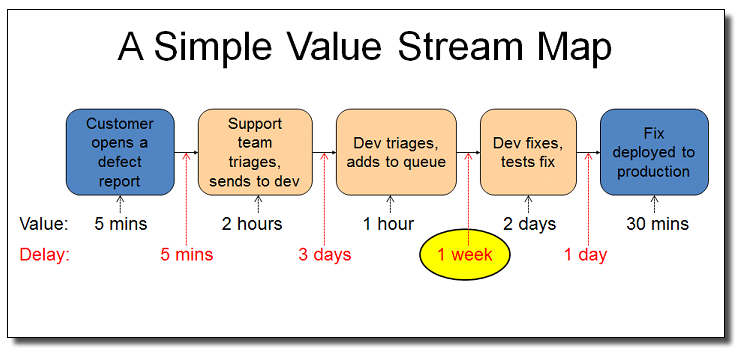 A Simple Value Stream Map
Customer
opens a
defect
report
Support
team
triages,
sends to dev
Dev triages,
adds to queue
Dev fixes,
tests fix
Fix
deployed to
production
Value: 5 mins 2 hours 1 hour 2 days 30 mins
Delay: 5 mins 3 days 1 week 1 day